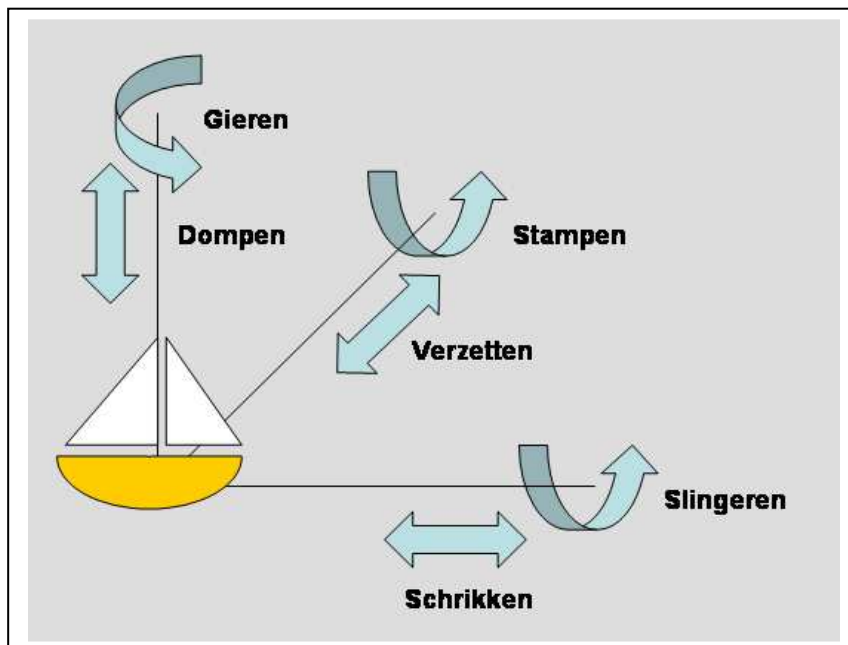 Gieren
Dompen
Stampen
Verzetten
Slingeren
Schrikken